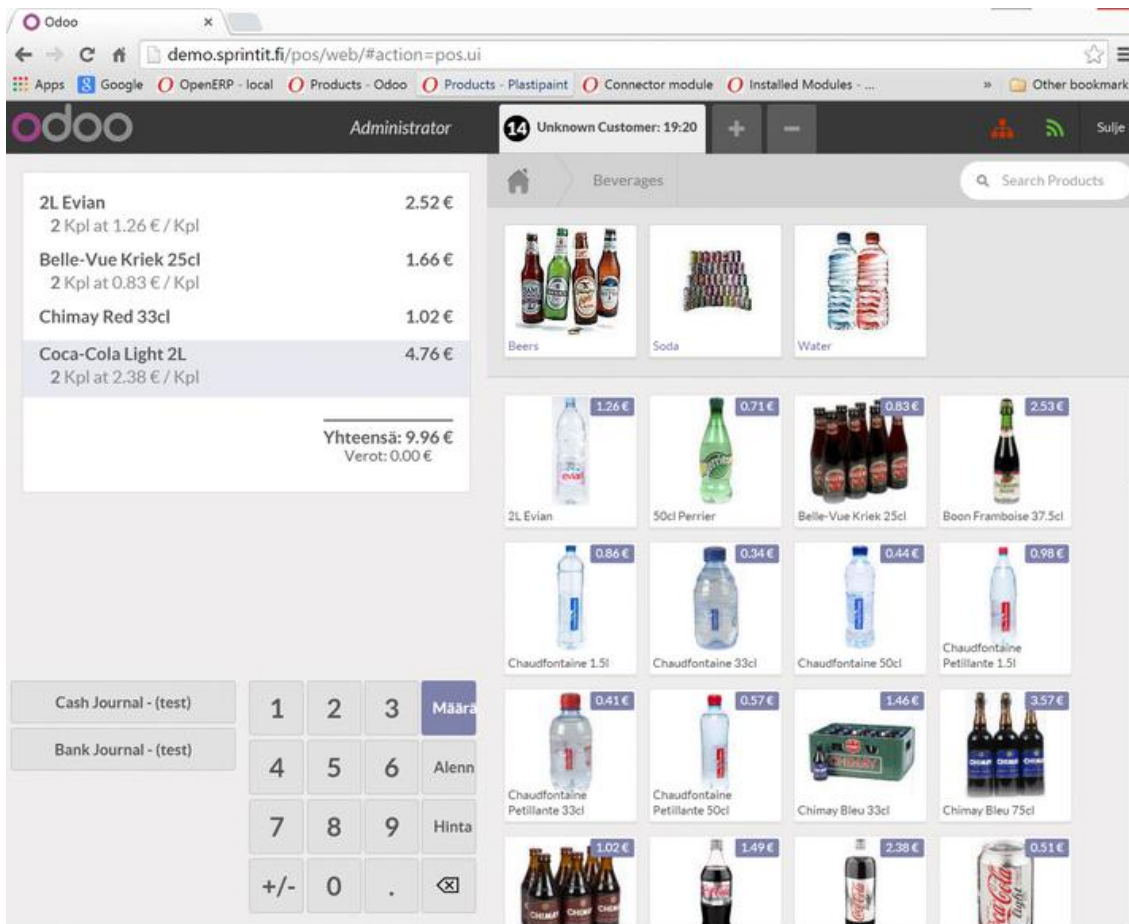 Odoo
demo.sprintit.fi/pos/web/#action=pos.ui
Apps Google OpenERP - local Products - Odoo Products - Plastipaint Connector module Installed Modules - ... » Other bookmark
odoo Administrator 14 Unknown Customer: 19:20 + − Sulje
Beverages Search Products
2L Evian 2.52 €
2 Kpl at 1.26 € / Kpl
Belle-Vue Kriek 25cl 1.66 €
2 Kpl at 0.83 € / Kpl
Chimay Red 33cl 1.02 €
Coca-Cola Light 2L 4.76 €
2 Kpl at 2.38 € / Kpl
Yhteensä: 9.96 €
Verot: 0.00 €
Cash Journal - (test)
Bank Journal - (test)
1 2 3 Määrä
4 5 6 Alenn
7 8 9 Hinta
+/- 0 .
Beers Soda Water
1.26 € 0.71 € 0.83 € 2.53 €
evian
2L Evian 50cl Perrier Belle-Vue Kriek 25cl Boon Framboise 37.5cl
0.86 € 0.34 € 0.44 € 0.98 €
Chaudfontaine 1.5l Chaudfontaine 33cl Chaudfontaine 50cl Chaudfontaine
Petillante 1.5l
0.41 € 0.57 € 1.46 € 3.57 €
CHIMAY
Chaudfontaine Chaudfontaine
Petillante 33cl Petillante 50cl Chimay Bleu 33cl Chimay Bleu 75cl
1.02 € 1.49 € 2.38 € 0.51 €
CHIMAY Coca-Cola light